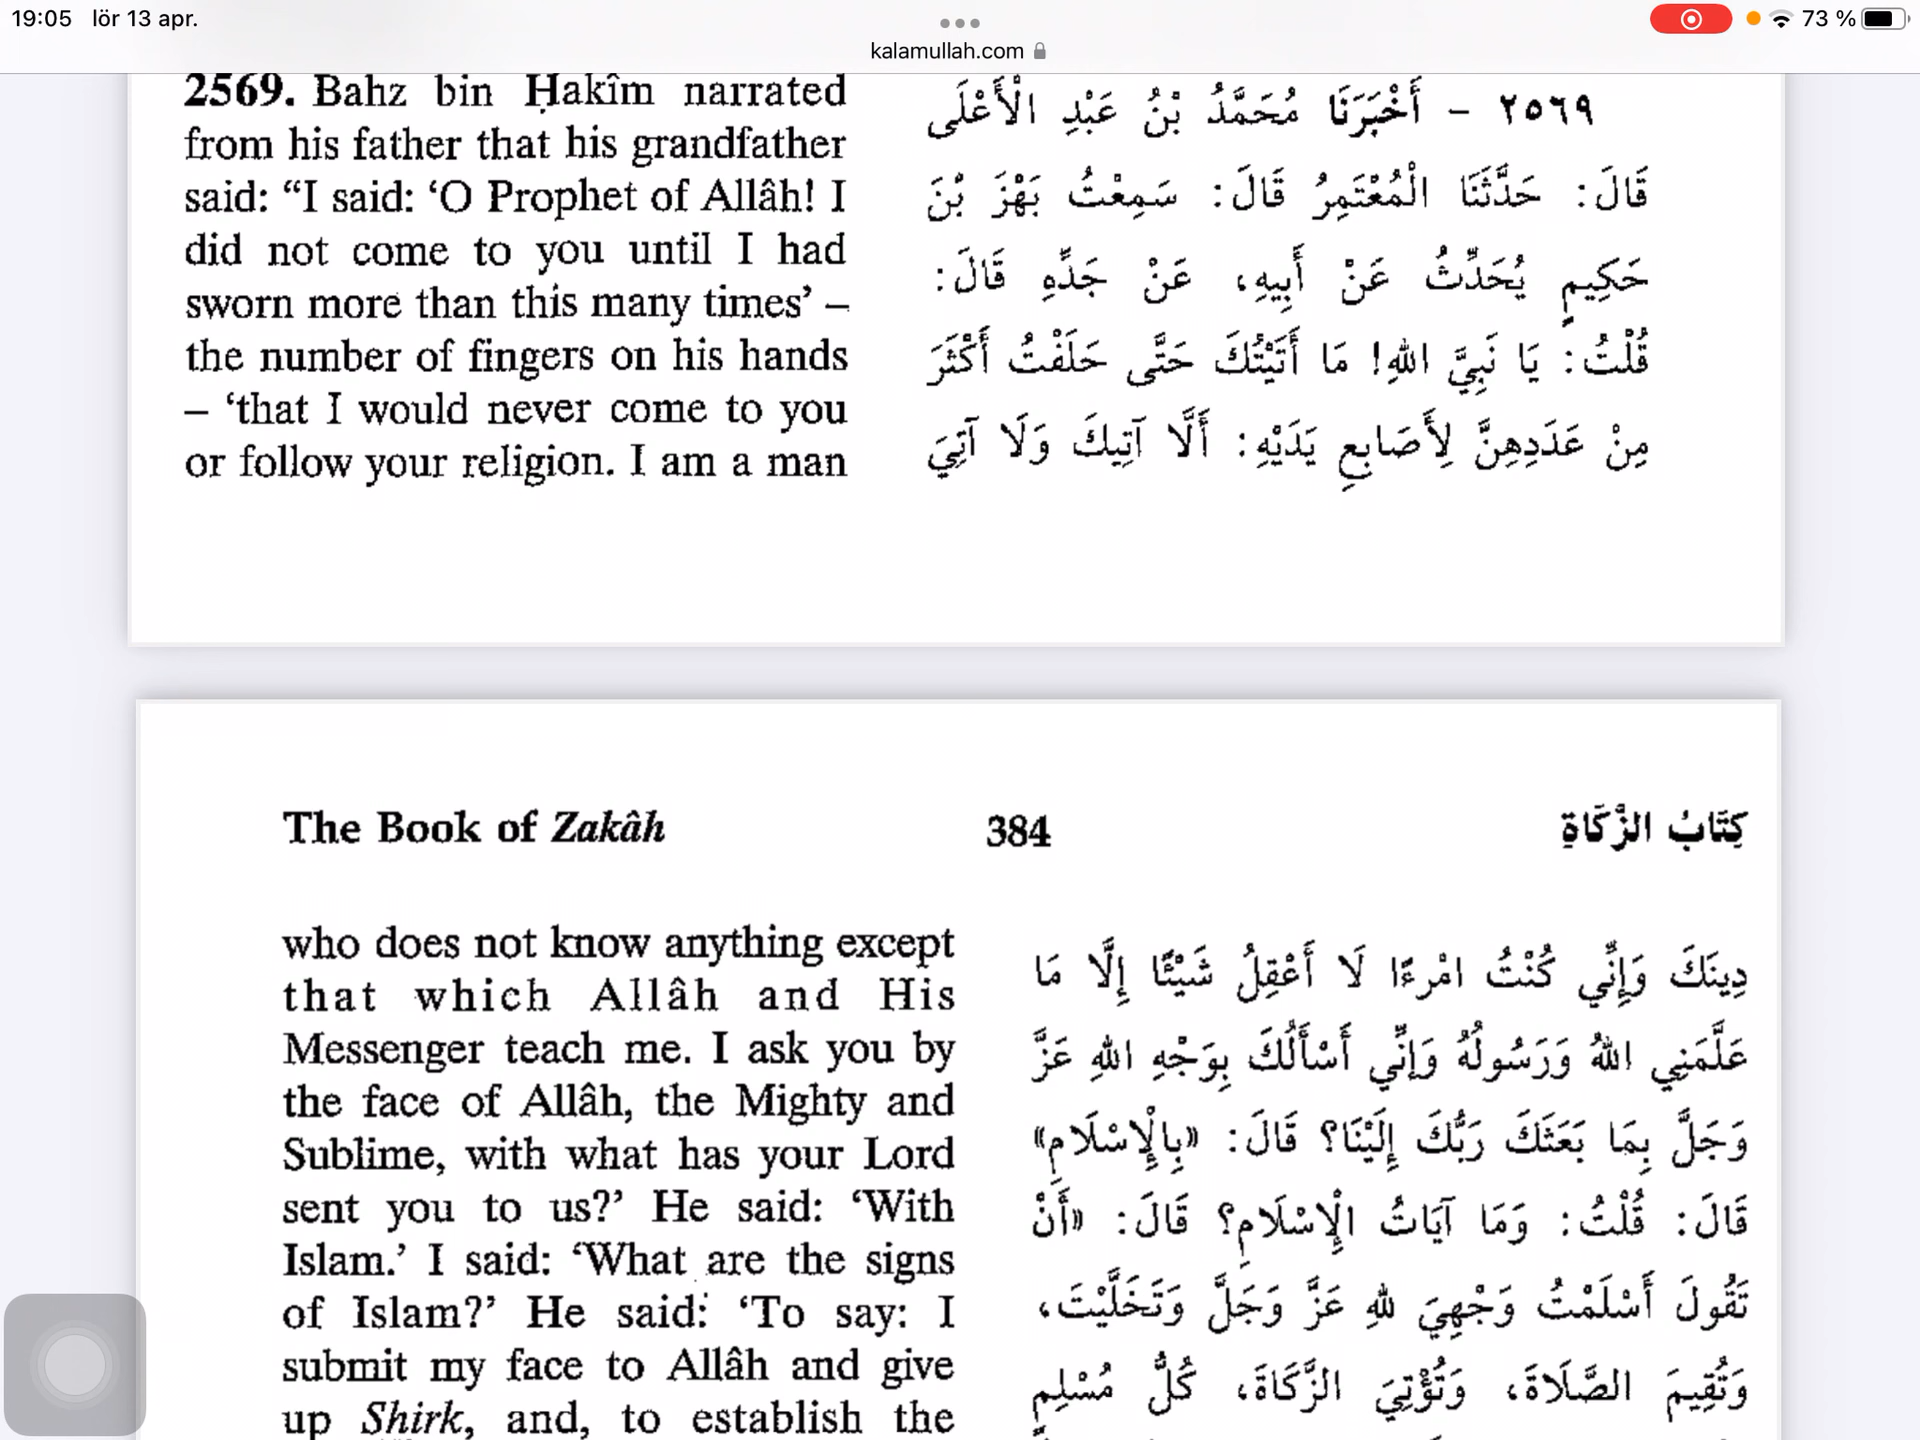 19:05 lör 13 apr.
73 %
kalamullah.com
2569. Bahz bin Ḥakîm narrated
from his father that his grandfather
said: “I said: ‘O Prophet of Allâh! I
did not come to you until I had
sworn more than this many times’ –
the number of fingers on his hands
– ‘that I would never come to you
or follow your religion. I am a man
٢٥٦٩ – أَخْبَرَنَا مُحَمَّدُ بْنُ عَبْدِ الْأَعْلَى
قَالَ: حَدَّثَنَا الْمُعْتَمِرُ قَالَ: سَمِعْتُ بَهْزَ بْنَ
حَكِيمٍ يُحَدِّثُ عَنْ أَبِيهِ، عَنْ جَدِّهِ قَالَ:
قُلْتُ: يَا نَبِيَّ اللهِ! مَا أَتَيْتُكَ حَتَّى حَلَفْتُ أَكْثَرَ
مِنْ عَدَدِهِنَّ لِأَصَابِعِ يَدَيْهِ: أَلَّا آتِيكَ وَلَا آتِيَ
The Book of Zakâh 384 كِتَابُ الزَّكَاةِ
who does not know anything except
that which Allâh and His
Messenger teach me. I ask you by
the face of Allâh, the Mighty and
Sublime, with what has your Lord
sent you to us?’ He said: ‘With
Islam.’ I said: ‘What are the signs
of Islam?’ He said: ‘To say: I
submit my face to Allâh and give
up Shirk, and, to establish the
دِينَكَ وَإِنِّي كُنْتُ امْرءًا لَا أَعْقِلُ شَيْئًا إِلَّا مَا
عَلَّمَنِي اللهُ وَرَسُولُهُ وَإِنِّي أَسْأَلُكَ بِوَجْهِ اللهِ عَزَّ
وَجَلَّ بِمَا بَعَثَكَ رَبُّكَ إِلَيْنَا؟ قَالَ: «بِالْإِسْلَامِ»
قَالَ: قُلْتُ: وَمَا آيَاتُ الْإِسْلَامِ؟ قَالَ: «أَنْ
تَقُولَ أَسْلَمْتُ وَجْهِيَ لِلهِ عَزَّ وَجَلَّ وَتَخَلَّيْتَ،
وَتُقِيمَ الصَّلَاةَ، وَتُؤْتِيَ الزَّكَاةَ، كُلُّ مُسْلِمٍ